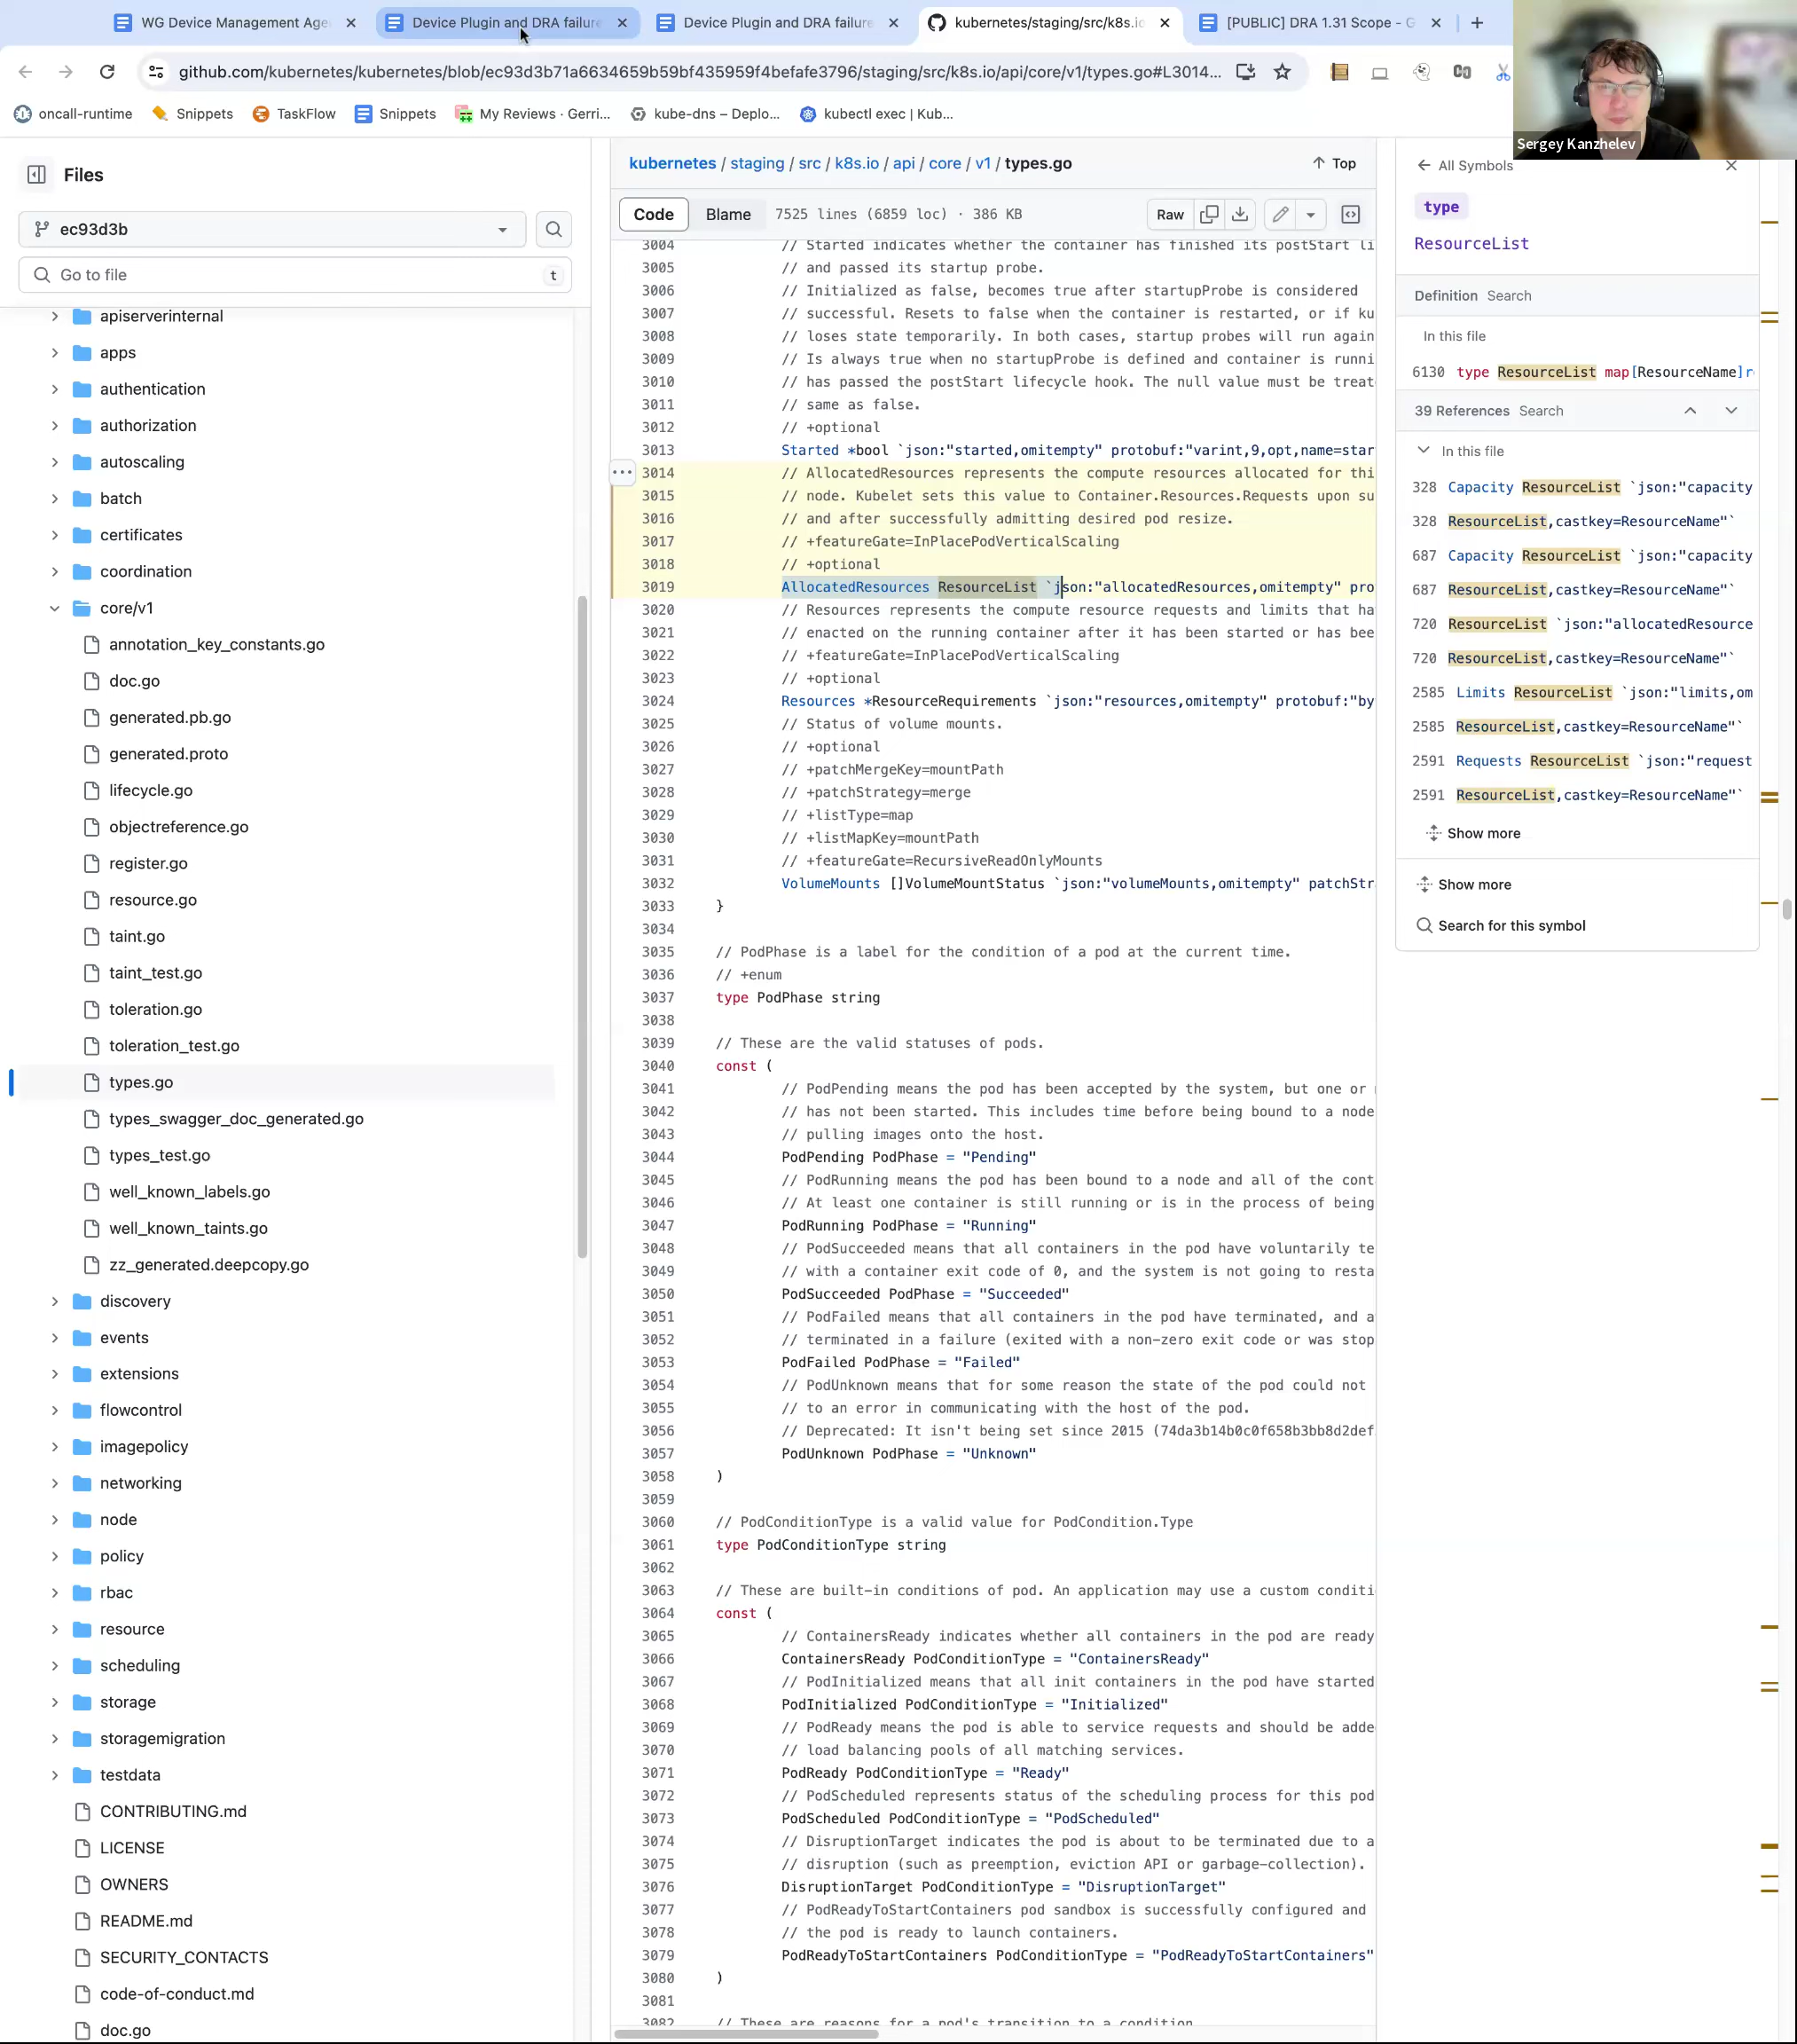 WG Device Management Age
Device Plugin and DRA failure
Device Plugin and DRA failure
kubernetes/staging/src/k8s.io
[PUBLIC] DRA 1.31 Scope - G
github.com/kubernetes/kubernetes/blob/ec93d3b71a6634659b59bf435959f4befafe3796/staging/src/k8s.io/api/core/v1/types.go#L3014...
oncall-runtime
Snippets
TaskFlow
Snippets
My Reviews · Gerri...
kube-dns – Deplo...
kubectl exec | Kub...
Sergey Kanzhelev
Files
ec93d3b
Go to file
t
apiserverinternal
apps
authentication
authorization
autoscaling
batch
certificates
coordination
core/v1
annotation_key_constants.go
doc.go
generated.pb.go
generated.proto
lifecycle.go
objectreference.go
register.go
resource.go
taint.go
taint_test.go
toleration.go
toleration_test.go
types.go
types_swagger_doc_generated.go
types_test.go
well_known_labels.go
well_known_taints.go
zz_generated.deepcopy.go
discovery
events
extensions
flowcontrol
imagepolicy
networking
node
policy
rbac
resource
scheduling
storage
storagemigration
testdata
CONTRIBUTING.md
LICENSE
OWNERS
README.md
SECURITY_CONTACTS
code-of-conduct.md
doc.go
kubernetes / staging / src / k8s.io / api / core / v1 / types.go
Top
Code
Blame
7525 lines (6859 loc) · 386 KB
Raw
3004 // Started indicates whether the container has finished its postStart li
3005 // and passed its startup probe.
3006 // Initialized as false, becomes true after startupProbe is considered
3007 // successful. Resets to false when the container is restarted, or if ku
3008 // loses state temporarily. In both cases, startup probes will run again
3009 // Is always true when no startupProbe is defined and container is runni
3010 // has passed the postStart lifecycle hook. The null value must be treat
3011 // same as false.
3012 // +optional
3013 Started *bool `json:"started,omitempty" protobuf:"varint,9,opt,name=star
3014 // AllocatedResources represents the compute resources allocated for thi
3015 // node. Kubelet sets this value to Container.Resources.Requests upon su
3016 // and after successfully admitting desired pod resize.
3017 // +featureGate=InPlacePodVerticalScaling
3018 // +optional
3019 AllocatedResources ResourceList `json:"allocatedResources,omitempty" pro
3020 // Resources represents the compute resource requests and limits that ha
3021 // enacted on the running container after it has been started or has bee
3022 // +featureGate=InPlacePodVerticalScaling
3023 // +optional
3024 Resources *ResourceRequirements `json:"resources,omitempty" protobuf:"by
3025 // Status of volume mounts.
3026 // +optional
3027 // +patchMergeKey=mountPath
3028 // +patchStrategy=merge
3029 // +listType=map
3030 // +listMapKey=mountPath
3031 // +featureGate=RecursiveReadOnlyMounts
3032 VolumeMounts []VolumeMountStatus `json:"volumeMounts,omitempty" patchStr
3033 }
3034
3035 // PodPhase is a label for the condition of a pod at the current time.
3036 // +enum
3037 type PodPhase string
3038
3039 // These are the valid statuses of pods.
3040 const (
3041 // PodPending means the pod has been accepted by the system, but one or
3042 // has not been started. This includes time before being bound to a node
3043 // pulling images onto the host.
3044 PodPending PodPhase = "Pending"
3045 // PodRunning means the pod has been bound to a node and all of the cont
3046 // At least one container is still running or is in the process of being
3047 PodRunning PodPhase = "Running"
3048 // PodSucceeded means that all containers in the pod have voluntarily te
3049 // with a container exit code of 0, and the system is not going to resta
3050 PodSucceeded PodPhase = "Succeeded"
3051 // PodFailed means that all containers in the pod have terminated, and a
3052 // terminated in a failure (exited with a non-zero exit code or was stop
3053 PodFailed PodPhase = "Failed"
3054 // PodUnknown means that for some reason the state of the pod could not
3055 // to an error in communicating with the host of the pod.
3056 // Deprecated: It isn't being set since 2015 (74da3b14b0c0f658b3bb8d2def
3057 PodUnknown PodPhase = "Unknown"
3058 )
3059
3060 // PodConditionType is a valid value for PodCondition.Type
3061 type PodConditionType string
3062
3063 // These are built-in conditions of pod. An application may use a custom conditi
3064 const (
3065 // ContainersReady indicates whether all containers in the pod are ready
3066 ContainersReady PodConditionType = "ContainersReady"
3067 // PodInitialized means that all init containers in the pod have started
3068 PodInitialized PodConditionType = "Initialized"
3069 // PodReady means the pod is able to service requests and should be adde
3070 // load balancing pools of all matching services.
3071 PodReady PodConditionType = "Ready"
3072 // PodScheduled represents status of the scheduling process for this pod
3073 PodScheduled PodConditionType = "PodScheduled"
3074 // DisruptionTarget indicates the pod is about to be terminated due to a
3075 // disruption (such as preemption, eviction API or garbage-collection).
3076 DisruptionTarget PodConditionType = "DisruptionTarget"
3077 // PodReadyToStartContainers pod sandbox is successfully configured and
3078 // the pod is ready to launch containers.
3079 PodReadyToStartContainers PodConditionType = "PodReadyToStartContainers"
3080 )
3081
3082 // These are reasons for a pod's transition to a condition
All Symbols
type
ResourceList
Definition Search
In this file
6130 type ResourceList map[ResourceName]r
39 References Search
In this file
328 Capacity ResourceList `json:"capacity
328 ResourceList,castkey=ResourceName"`
687 Capacity ResourceList `json:"capacity
687 ResourceList,castkey=ResourceName"`
720 ResourceList `json:"allocatedResource
720 ResourceList,castkey=ResourceName"`
2585 Limits ResourceList `json:"limits,om
2585 ResourceList,castkey=ResourceName"`
2591 Requests ResourceList `json:"request
2591 ResourceList,castkey=ResourceName"`
Show more
Show more
Search for this symbol